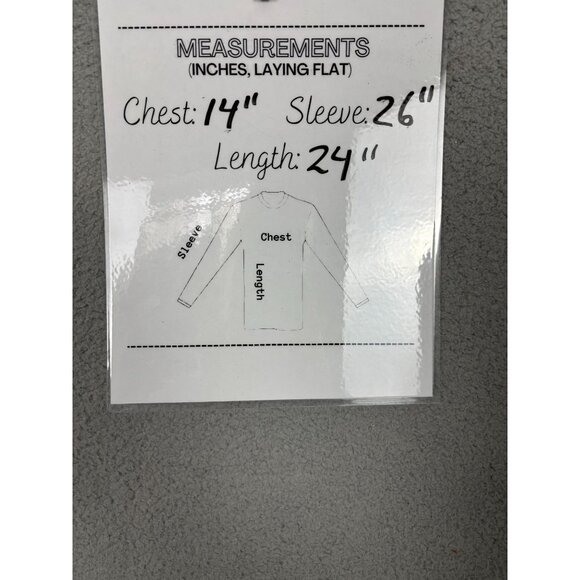 MEASUREMENTS
(INCHES, LAYING FLAT)
Chest: 14" Sleeve: 26"
Length: 24"
Sleeve
Chest
Length